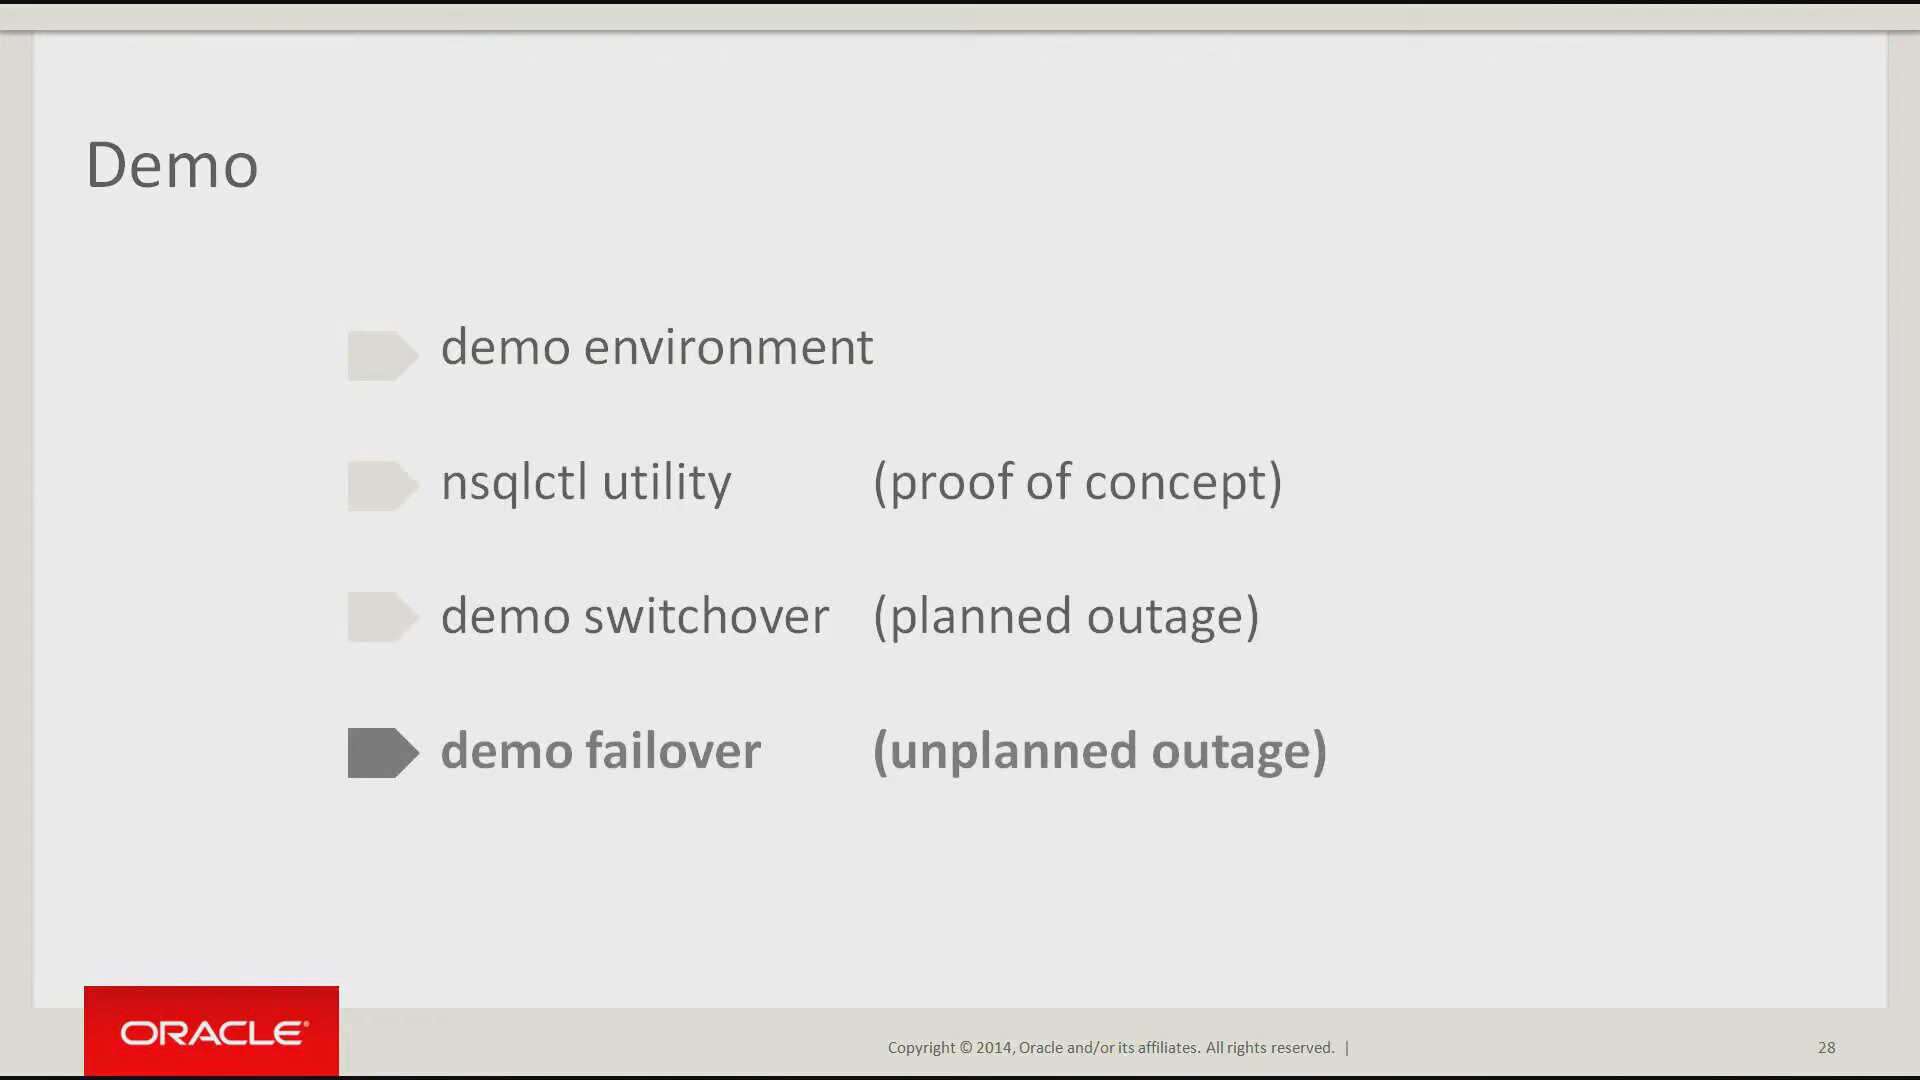 Demo
demo environment
nsqlctl utility (proof of concept)
demo switchover (planned outage)
demo failover (unplanned outage)
ORACLE®
Copyright © 2014, Oracle and/or its affiliates. All rights reserved. |
28